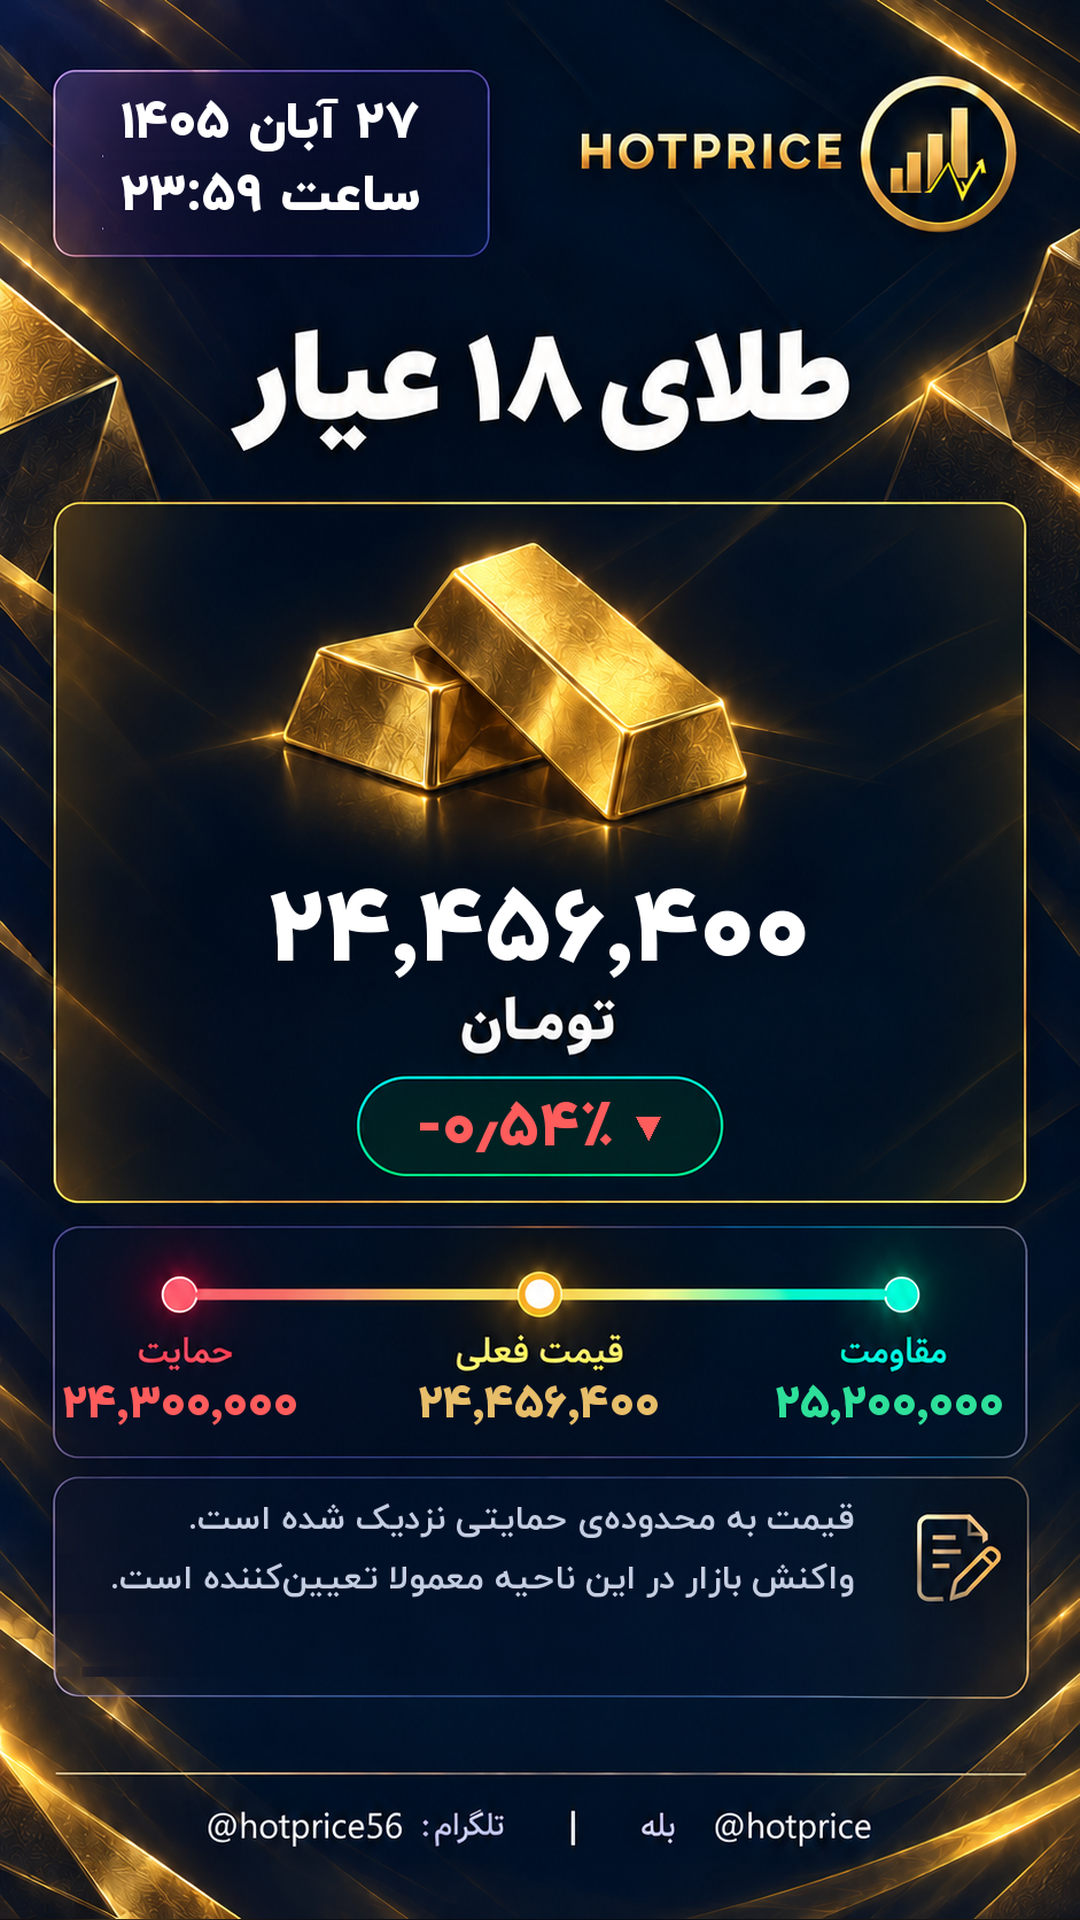 HOTPRICE
۲۷ آبان ۱۴۰۵
ساعت ۲۳:۵۹
طلای ۱۸ عیار
۲۴,۴۵۶,۴۰۰
تومان
-۰٫۵۴٪ ▼
مقاومت
۲۵,۲۰۰,۰۰۰
قیمت فعلی
۲۴,۴۵۶,۴۰۰
حمایت
۲۴,۳۰۰,۰۰۰
قیمت به محدوده‌ی حمایتی نزدیک شده است.
واکنش بازار در این ناحیه معمولا تعیین‌کننده است.
@hotprice بله | تلگرام: @hotprice56